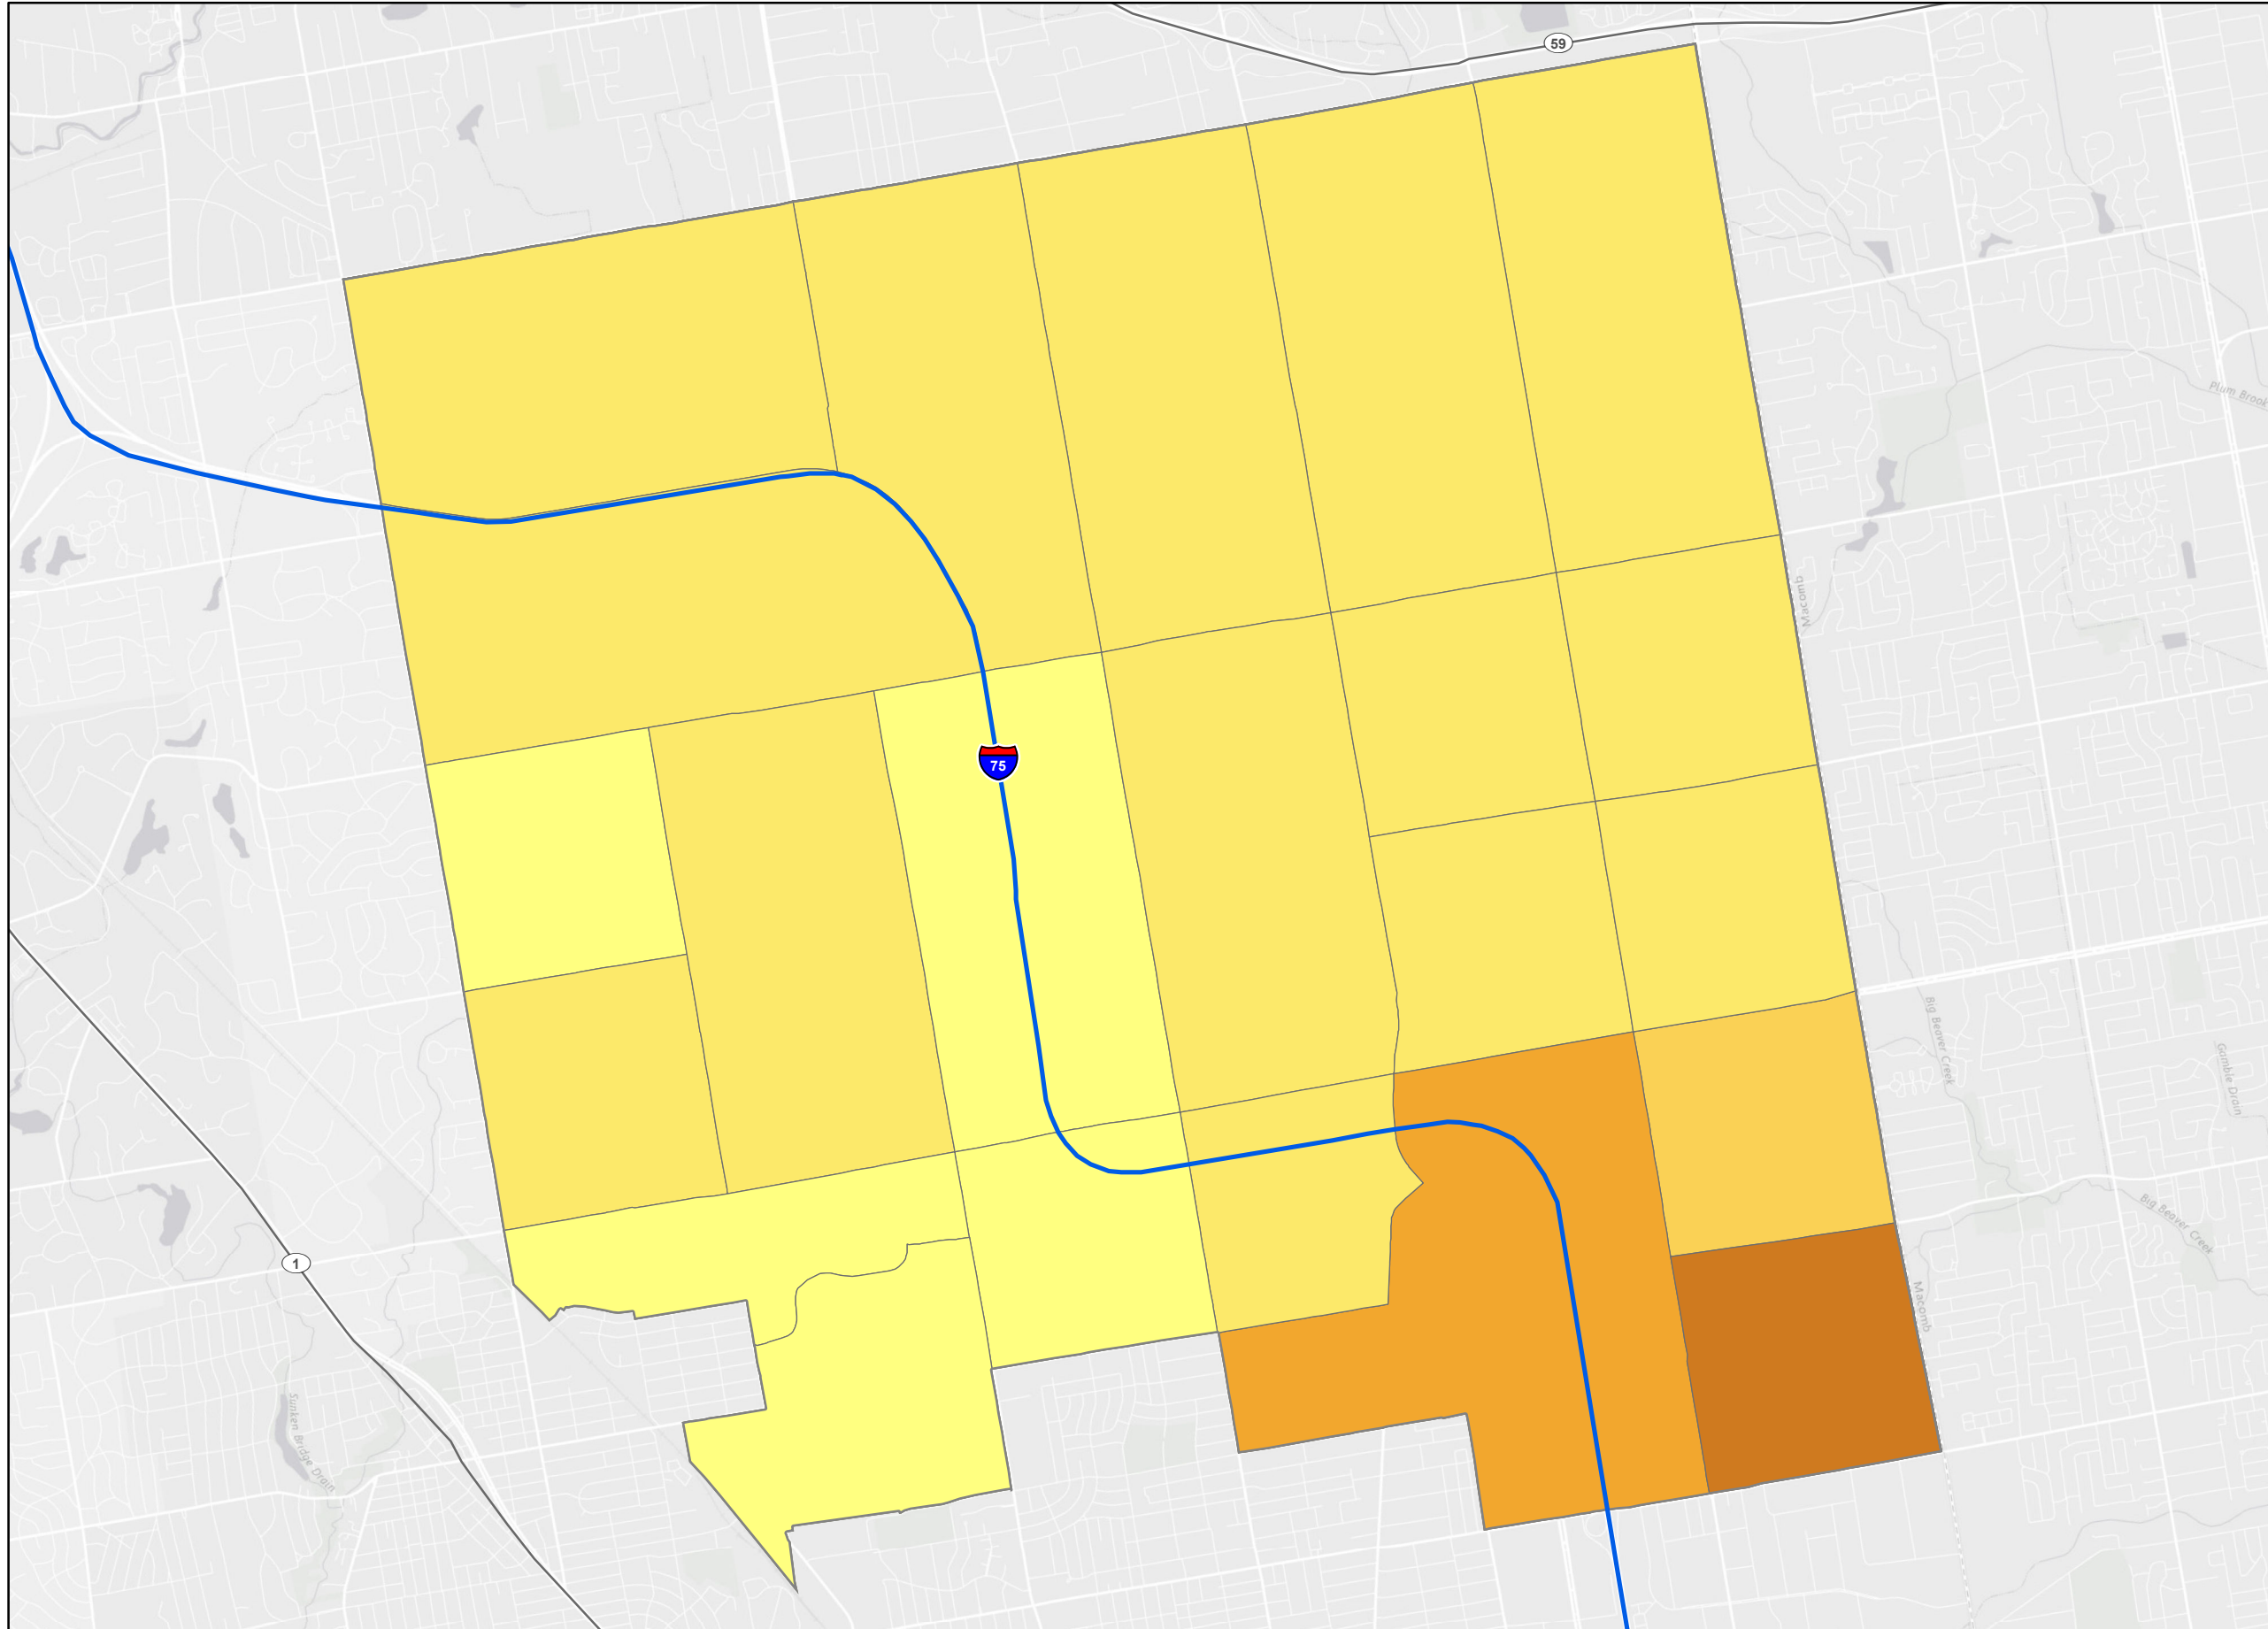 59
Plum Brook
Macomb
75
Big Beaver Creek
Gamble Drain
Big Beaver Creek
1
Macomb
Sunken Bridge Drain